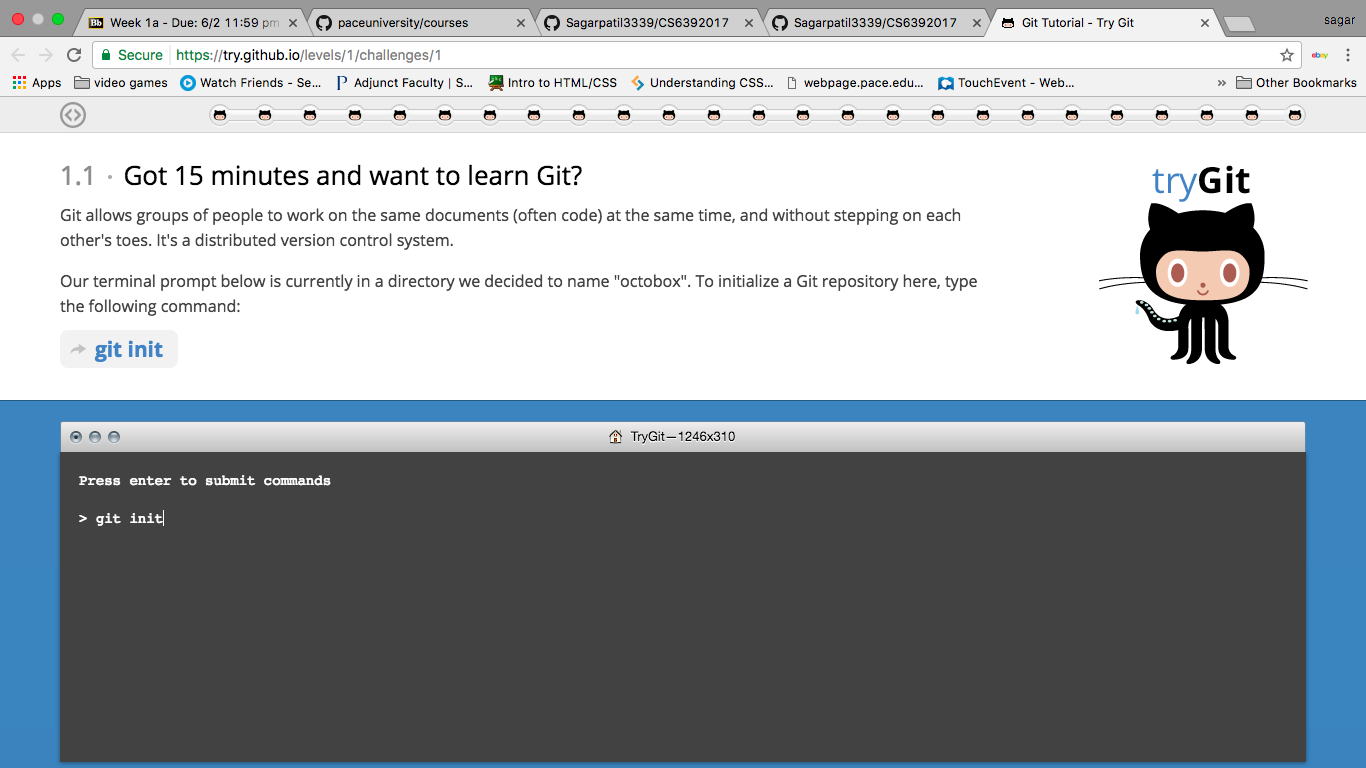 Bb Week 1a - Due: 6/2 11:59 pm
paceuniversity/courses
Sagarpatil3339/CS6392017
Sagarpatil3339/CS6392017
Git Tutorial - Try Git
sagar
Secure https://try.github.io/levels/1/challenges/1
ebay
Apps video games Watch Friends - Se... P Adjunct Faculty | S... Intro to HTML/CSS Understanding CSS... webpage.pace.edu... TouchEvent - Web... » Other Bookmarks
1.1 · Got 15 minutes and want to learn Git?
tryGit
Git allows groups of people to work on the same documents (often code) at the same time, and without stepping on each
other's toes. It's a distributed version control system.
Our terminal prompt below is currently in a directory we decided to name "octobox". To initialize a Git repository here, type
the following command:
git init
TryGit—1246x310
Press enter to submit commands
> git init